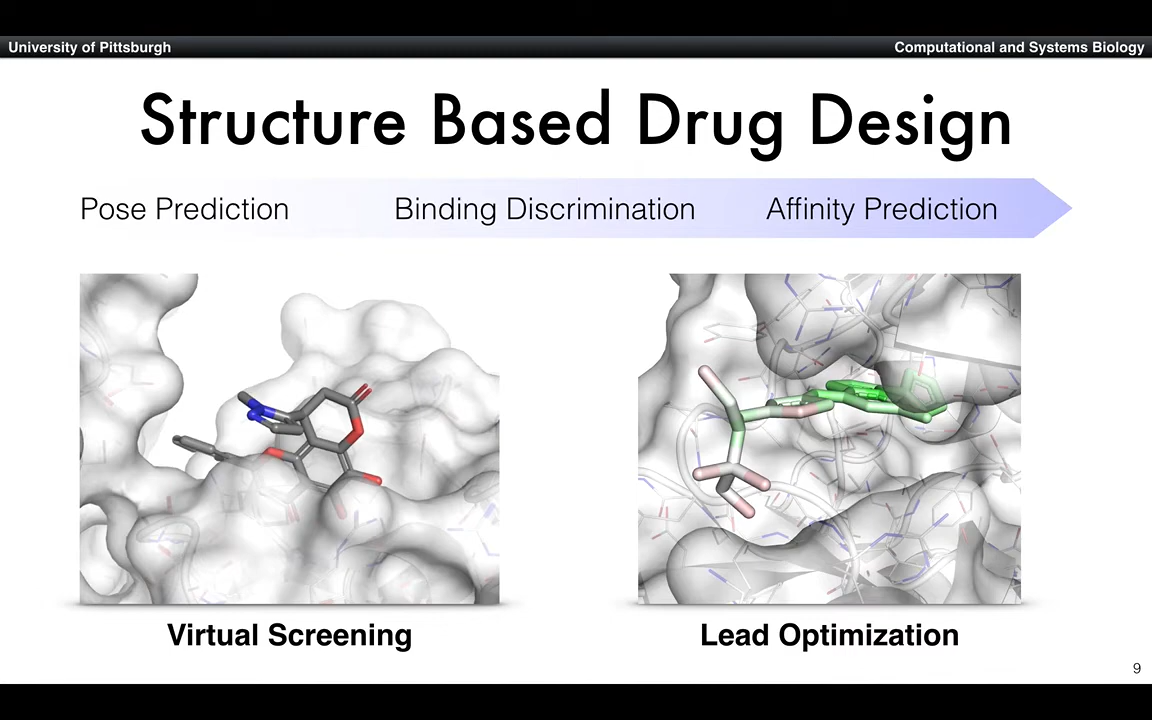 University of Pittsburgh
Computational and Systems Biology
Structure Based Drug Design
Pose Prediction
Binding Discrimination
Affinity Prediction
Virtual Screening
Lead Optimization
9